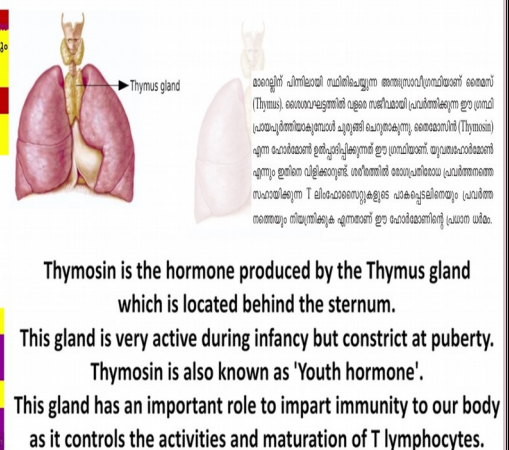 ും
Thymus gland
മാറെല്ലിന് പിന്നിലായി സ്ഥിതിചെയ്യുന്ന അന്തഃസ്രാവീഗ്രന്ഥിയാണ് തൈമസ്
(Thymus). ശൈശവഘട്ടത്തിൽ വളരെ സജീവമായി പ്രവർത്തിക്കുന്ന ഈ ഗ്രന്ഥി
പ്രായപൂർത്തിയാകുമ്പോൾ ചുരുങ്ങി ചെറുതാകുന്നു. തൈമോസിൻ (Thymosin)
എന്ന ഹോർമോൺ ഉൽപ്പാദിപ്പിക്കുന്നത് ഈ ഗ്രന്ഥിയാണ്. യുവത്വഹോർമോൺ
എന്നും ഇതിനെ വിളിക്കാറുണ്ട്. ശരീരത്തിൽ രോഗപ്രതിരോധ പ്രവർത്തനത്തെ
സഹായിക്കുന്ന T ലിംഫോസൈറ്റുകളുടെ പാകപ്പെടലിനെയും പ്രവർത്ത
നത്തെയും നിയന്ത്രിക്കുക എന്നതാണ് ഈ ഹോർമോണിന്റെ പ്രധാന ധർമം.
Thymosin is the hormone produced by the Thymus gland
which is located behind the sternum.
This gland is very active during infancy but constrict at puberty.
Thymosin is also known as 'Youth hormone'.
This gland has an important role to impart immunity to our body
as it controls the activities and maturation of T lymphocytes.